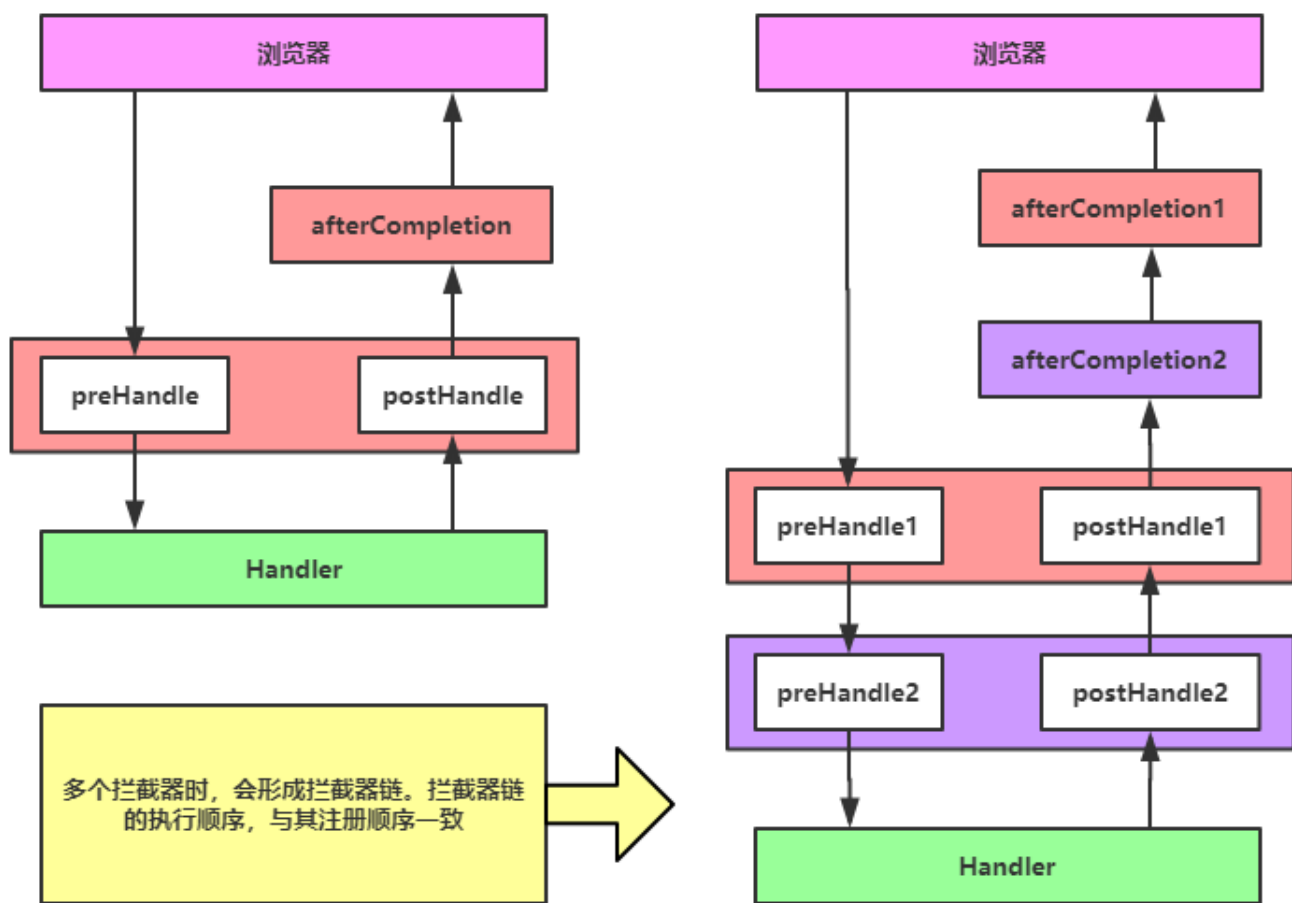 浏览器
afterCompletion
preHandle
postHandle
Handler
多个拦截器时，会形成拦截器链。拦截器链
的执行顺序，与其注册顺序一致
浏览器
afterCompletion1
afterCompletion2
preHandle1
postHandle1
preHandle2
postHandle2
Handler